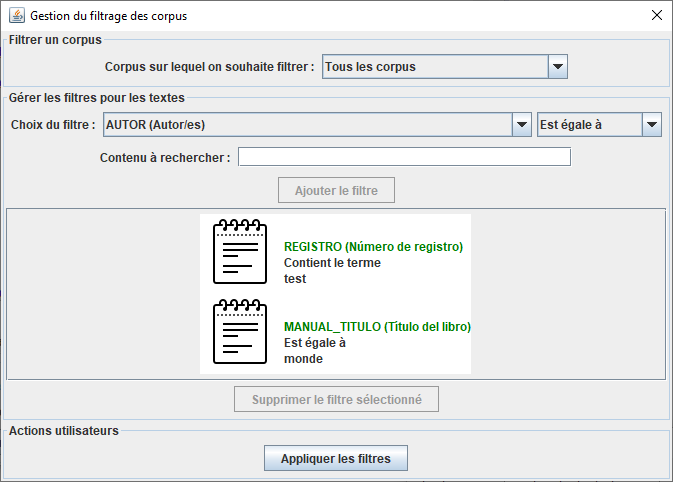 Gestion du filtrage des corpus
Filtrer un corpus
Corpus sur lequel on souhaite filtrer : Tous les corpus
Gérer les filtres pour les textes
Choix du filtre : AUTOR (Autor/es) Est égale à
Contenu à rechercher :
Ajouter le filtre
REGISTRO (Número de registro)
Contient le terme
test
MANUAL_TITULO (Título del libro)
Est égale à
monde
Supprimer le filtre sélectionné
Actions utilisateurs
Appliquer les filtres